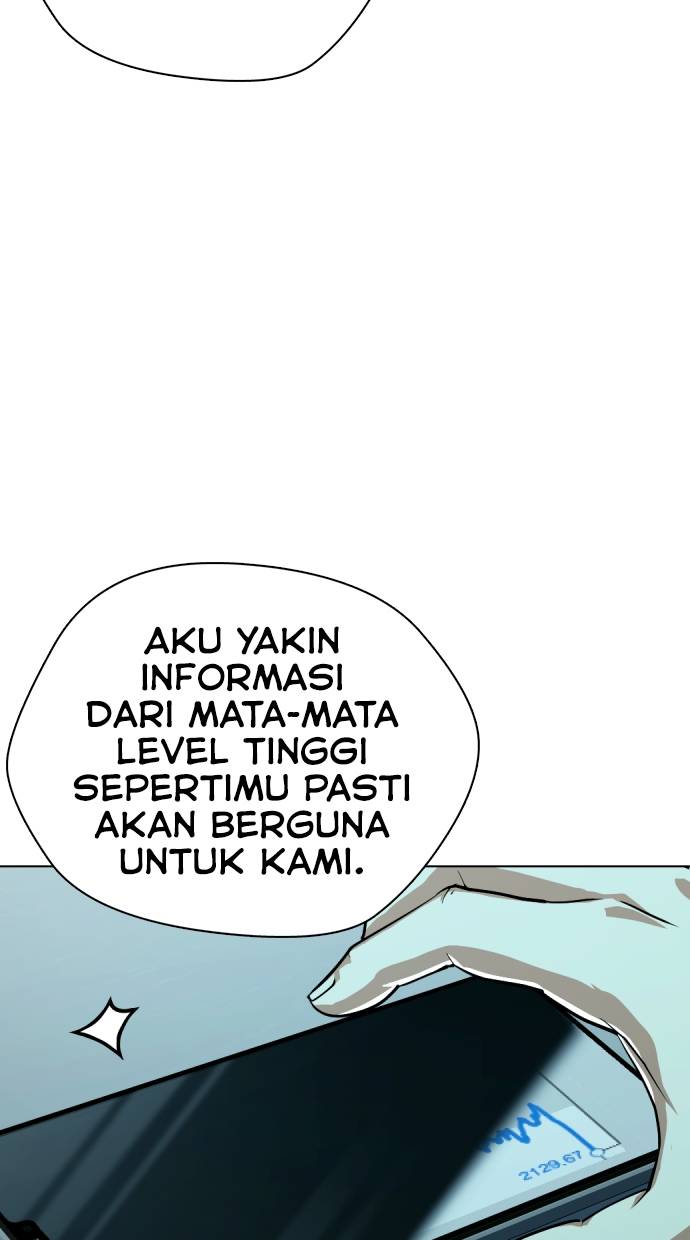 AKU YAKIN
INFORMASI
DARI MATA-MATA
LEVEL TINGGI
SEPERTIMU PASTI
AKAN BERGUNA
UNTUK KAMI.
2129.67